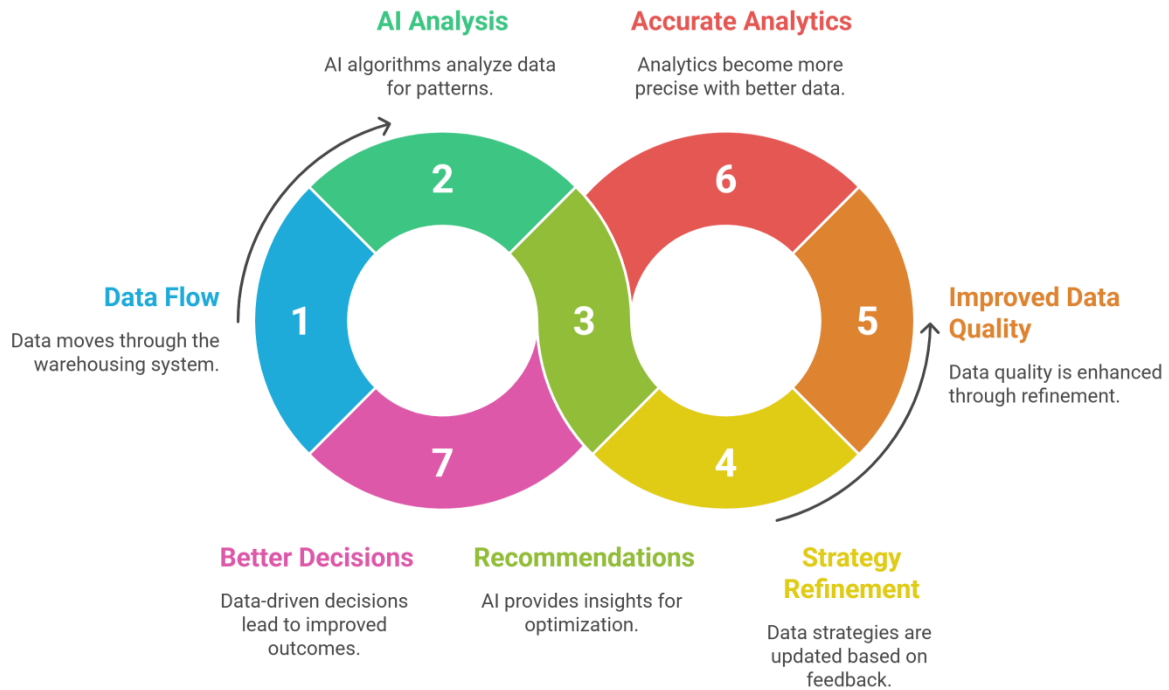 AI Analysis
AI algorithms analyze data
for patterns.
Accurate Analytics
Analytics become more
precise with better data.
2
6
Data Flow
Data moves through the
warehousing system.
1
3
5
Improved Data
Quality
Data quality is enhanced
through refinement.
7
4
Better Decisions
Data-driven decisions
lead to improved
outcomes.
Recommendations
AI provides insights for
optimization.
Strategy
Refinement
Data strategies are
updated based on
feedback.